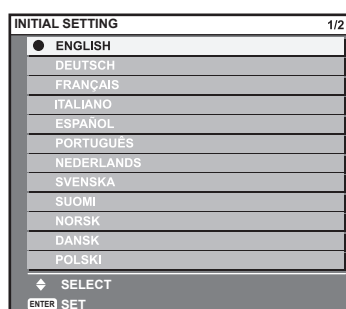 INITIAL SETTING 1/2
ENGLISH
DEUTSCH
FRANÇAIS
ITALIANO
ESPAÑOL
PORTUGUÊS
NEDERLANDS
SVENSKA
SUOMI
NORSK
DANSK
POLSKI
SELECT
ENTER SET